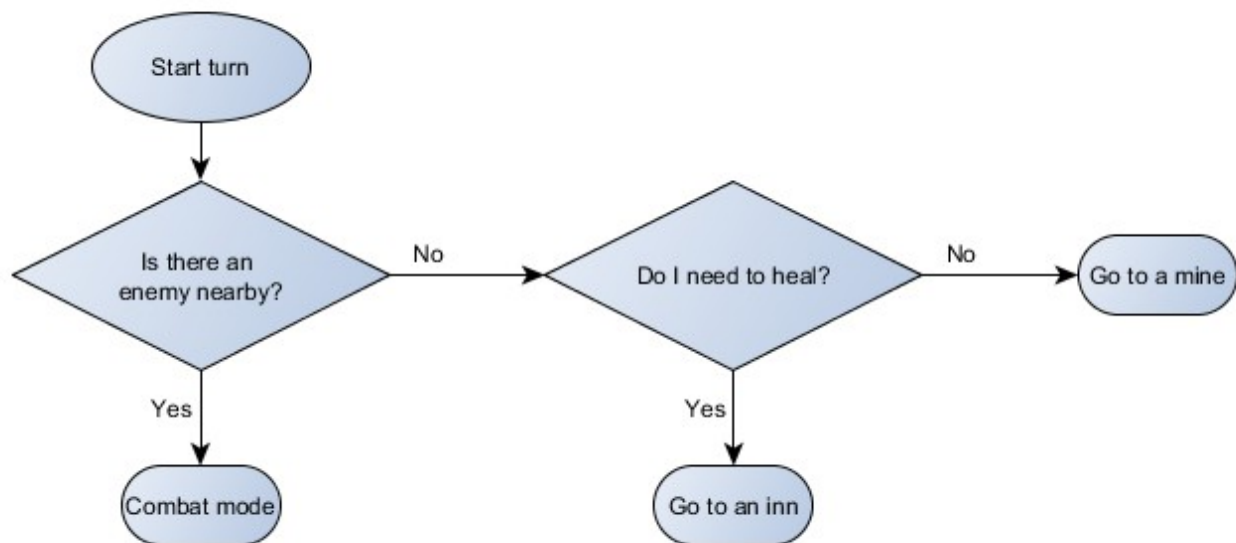 Start turn
Is there an
enemy nearby?
No
Do I need to heal?
No
Go to a mine
Yes
Yes
Combat mode
Go to an inn